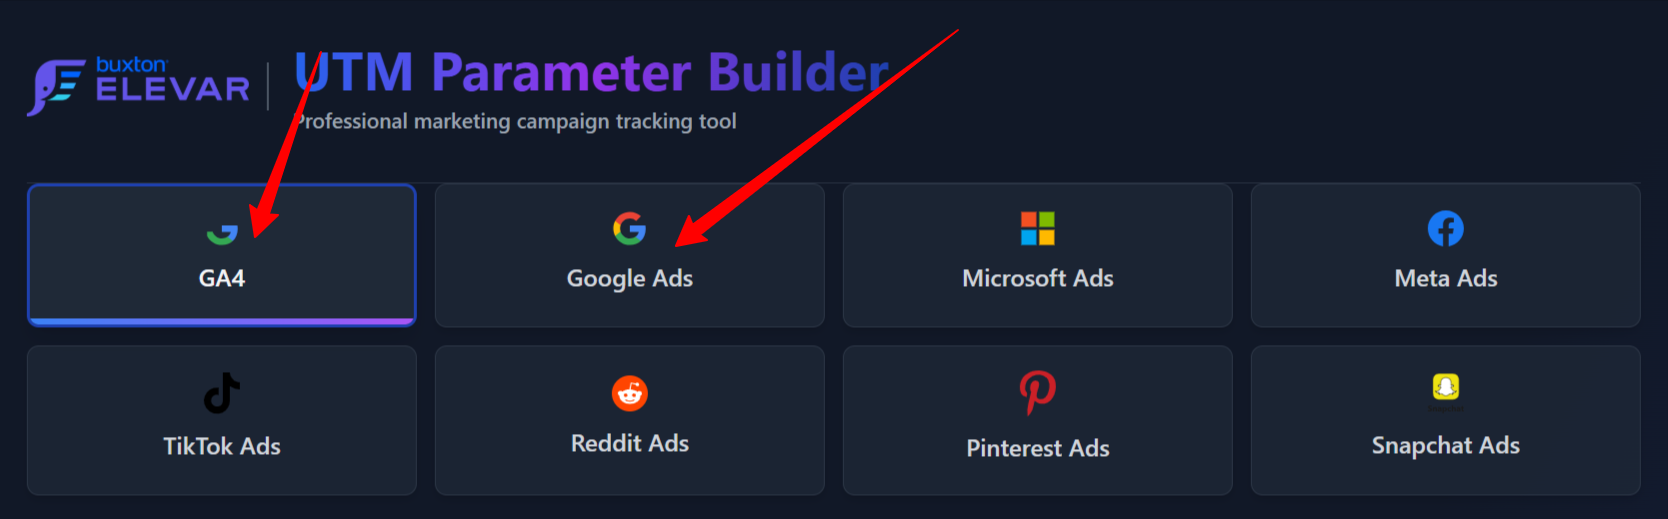 buxton
ELEVAR
UTM Parameter Builder
Professional marketing campaign tracking tool
GA4
Google Ads
Microsoft Ads
Meta Ads
TikTok Ads
Reddit Ads
Pinterest Ads
Snapchat Ads